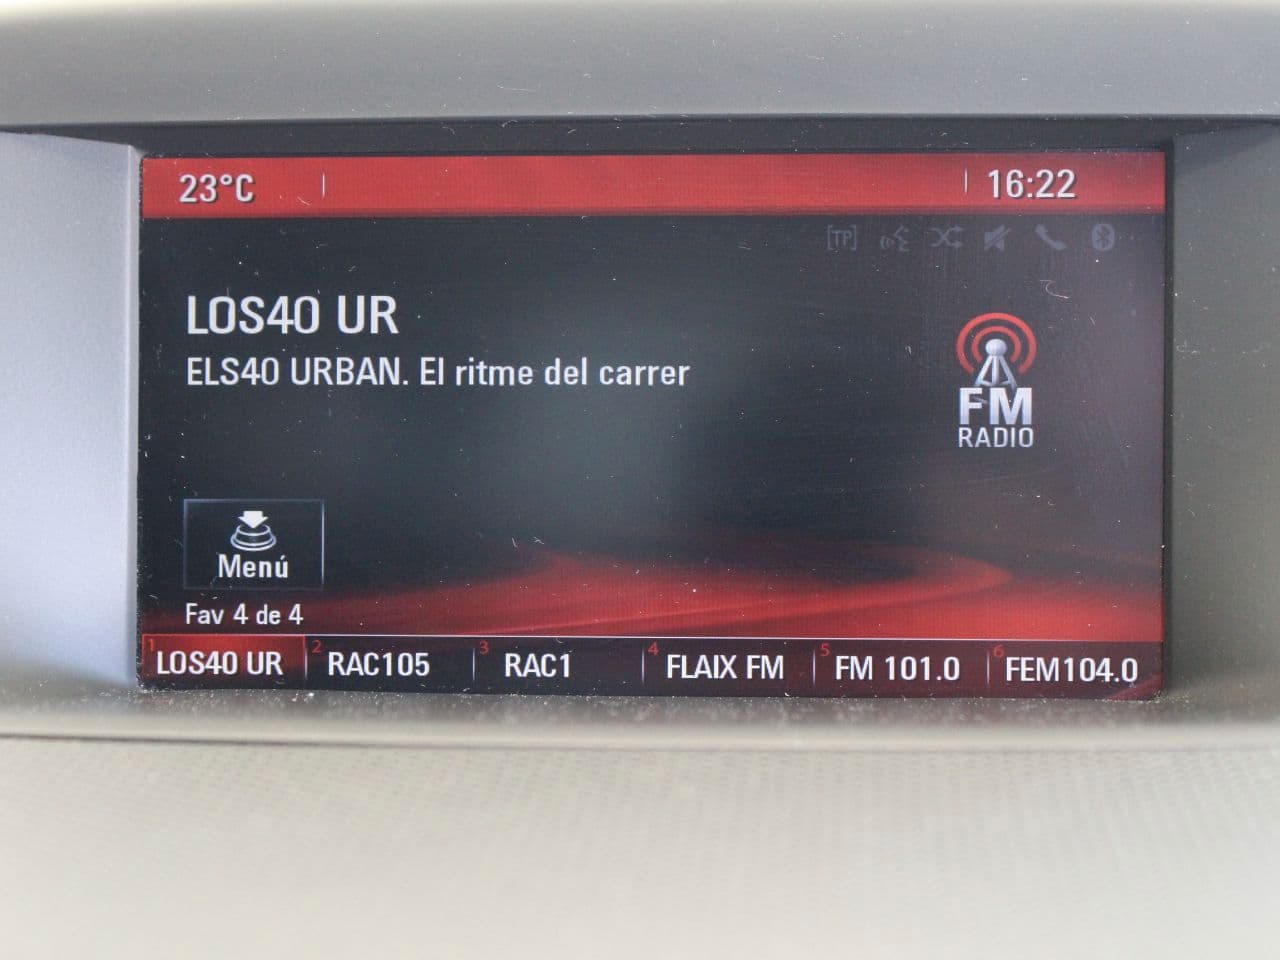 23°C 16:22
[TP]
LOS40 UR
ELS40 URBAN. El ritme del carrer
FM
RADIO
Menú
Fav 4 de 4
1 LOS40 UR 2 RAC105 3 RAC1 4 FLAIX FM 5 FM 101.0 6 FEM104.0